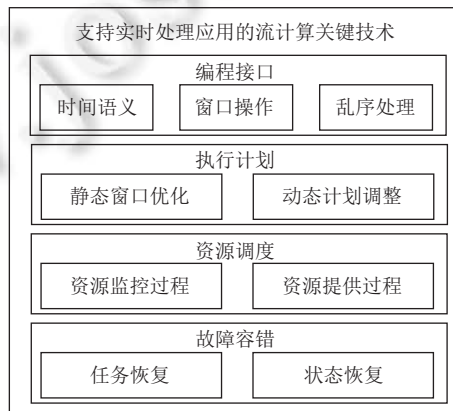 支持实时处理应用的流计算关键技术
编程接口
时间语义 窗口操作 乱序处理
执行计划
静态窗口优化 动态计划调整
资源调度
资源监控过程 资源提供过程
故障容错
任务恢复 状态恢复